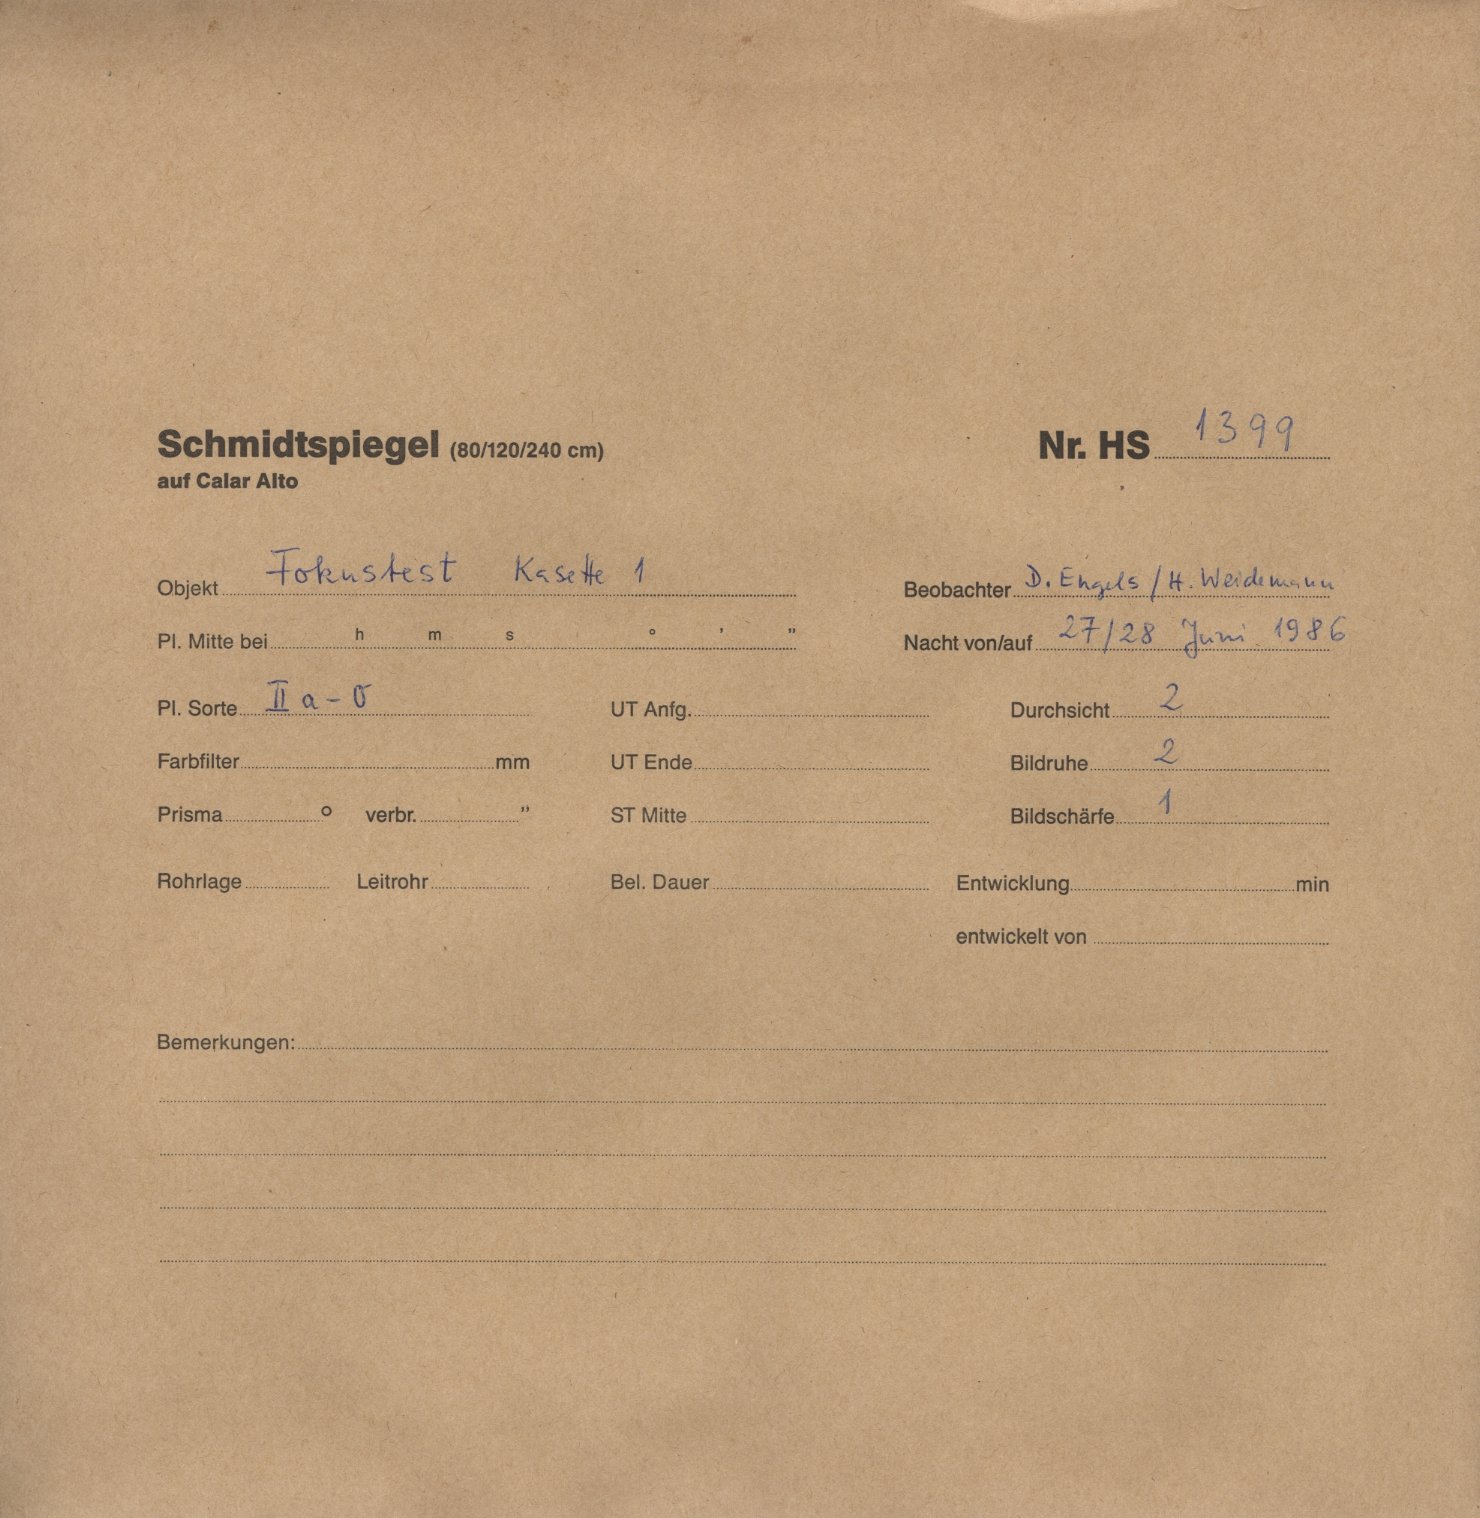 Schmidtspiegel (80/120/240 cm) Nr. HS 1399
auf Calar Alto
Objekt Fokustest Kasette 1 Beobachter D. Engels / H. Weidemann
Pl. Mitte bei h m s ° ' " Nacht von/auf 27/28 Juni 1986
Pl. Sorte II a - O UT Anfg. Durchsicht 2
Farbfilter mm UT Ende Bildruhe 2
Prisma ° verbr. " ST Mitte Bildschärfe 1
Rohrlage Leitrohr Bel. Dauer Entwicklung min
entwickelt von
Bemerkungen: